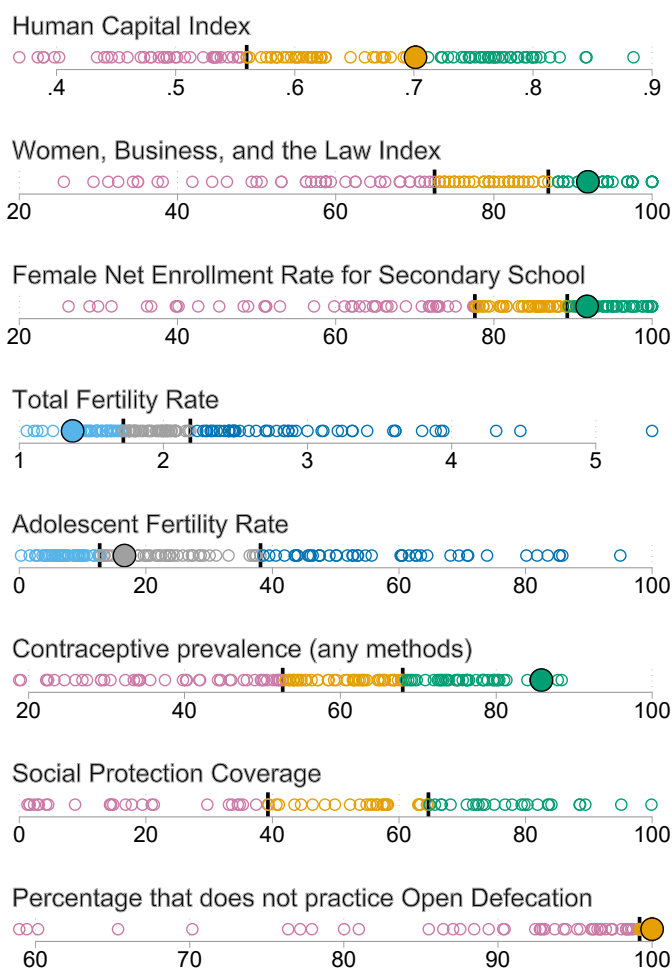 Human Capital Index
.4 .5 .6 .7 .8 .9
Women, Business, and the Law Index
20 40 60 80 100
Female Net Enrollment Rate for Secondary School
20 40 60 80 100
Total Fertility Rate
1 2 3 4 5
Adolescent Fertility Rate
0 20 40 60 80 100
Contraceptive prevalence (any methods)
20 40 60 80 100
Social Protection Coverage
0 20 40 60 80 100
Percentage that does not practice Open Defecation
60 70 80 90 100